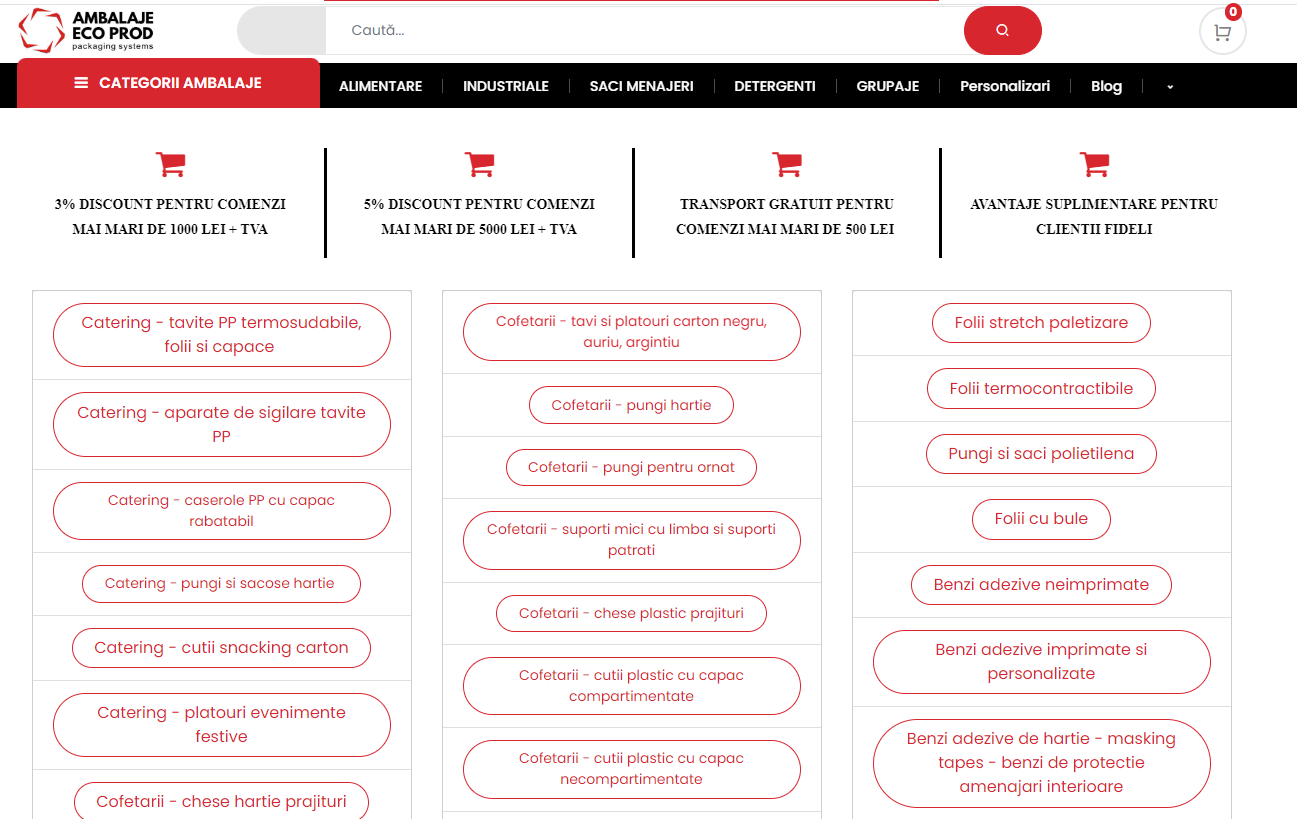 AMBALAJE
ECO PROD
packaging systems
Caută...
0
CATEGORII AMBALAJE
ALIMENTARE
INDUSTRIALE
SACI MENAJERI
DETERGENTI
GRUPAJE
Personalizari
Blog
3% DISCOUNT PENTRU COMENZI
MAI MARI DE 1000 LEI + TVA
5% DISCOUNT PENTRU COMENZI
MAI MARI DE 5000 LEI + TVA
TRANSPORT GRATUIT PENTRU
COMENZI MAI MARI DE 500 LEI
AVANTAJE SUPLIMENTARE PENTRU
CLIENTII FIDELI
Catering - tavite PP termosudabile,
folii si capace
Catering - aparate de sigilare tavite
PP
Catering - caserole PP cu capac
rabatabil
Catering - pungi si sacose hartie
Catering - cutii snacking carton
Catering - platouri evenimente
festive
Cofetarii - chese hartie prajituri
Cofetarii - tavi si platouri carton negru,
auriu, argintiu
Cofetarii - pungi hartie
Cofetarii - pungi pentru ornat
Cofetarii - suporti mici cu limba si suporti
patrati
Cofetarii - chese plastic prajituri
Cofetarii - cutii plastic cu capac
compartimentate
Cofetarii - cutii plastic cu capac
necompartimentate
Folii stretch paletizare
Folii termocontractibile
Pungi si saci polietilena
Folii cu bule
Benzi adezive neimprimate
Benzi adezive imprimate si
personalizate
Benzi adezive de hartie - masking
tapes - benzi de protectie
amenajari interioare